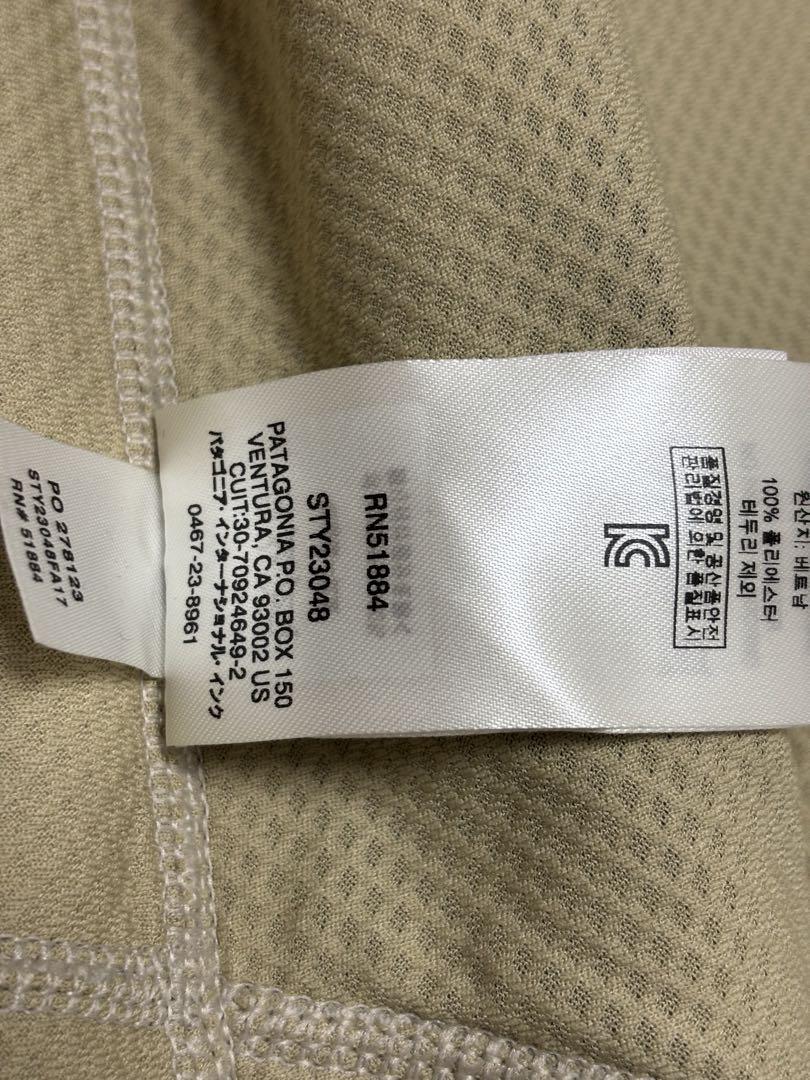 PO 278123
STY23048FA17
RN# 51884
PATAGONIA P.O. BOX 150
VENTURA, CA 93002 US
CUIT:30-70924649-2
パタゴニア・インターナショナル・インク
0467-23-8961
STY23048
RN51884
원산지: 베트남
100% 폴리에스터
테두리 제외
품질경영 및 공산품안전
관리법에 의한 품질표시